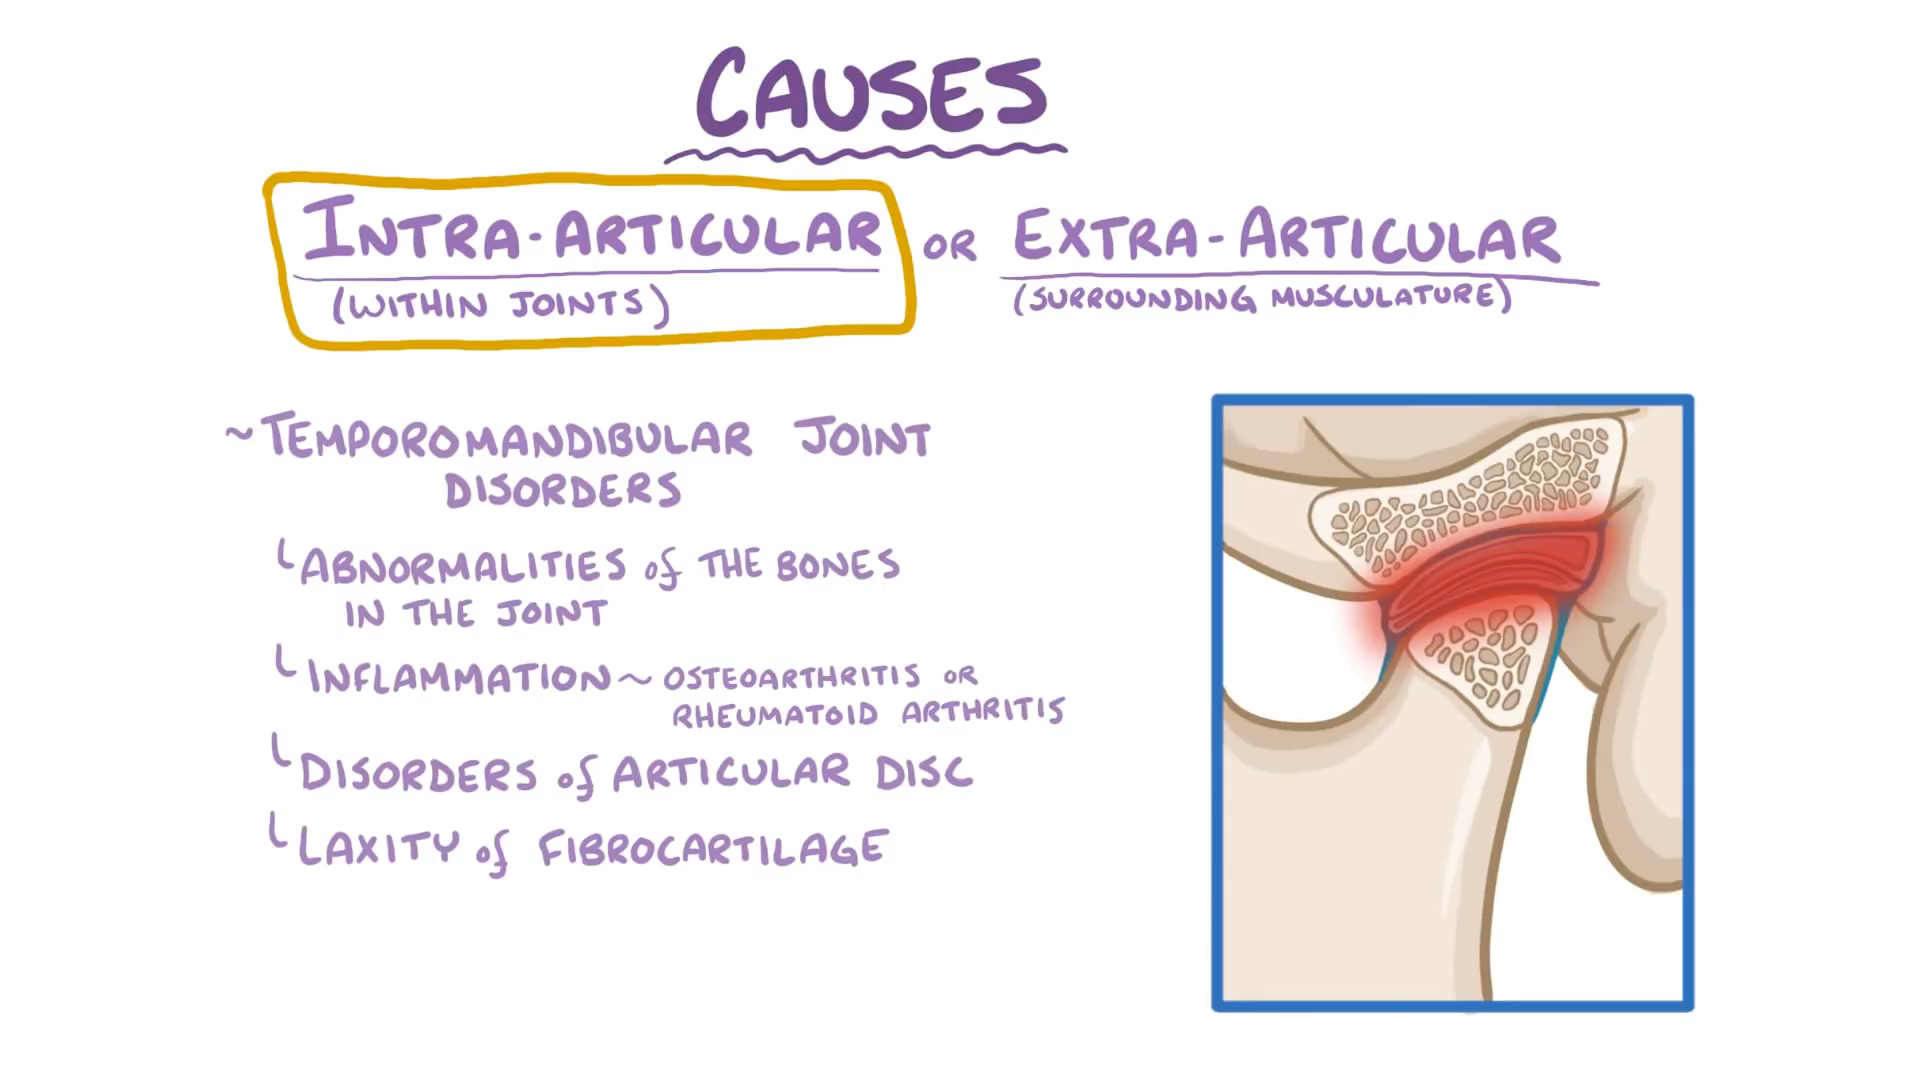 CAUSES
INTRA-ARTICULAR OR EXTRA-ARTICULAR
(WITHIN JOINTS) (SURROUNDING MUSCULATURE)
~ TEMPOROMANDIBULAR JOINT
DISORDERS
ABNORMALITIES of THE BONES
IN THE JOINT
INFLAMMATION ~ OSTEOARTHRITIS OR
RHEUMATOID ARTHRITIS
DISORDERS of ARTICULAR DISC
LAXITY of FIBROCARTILAGE